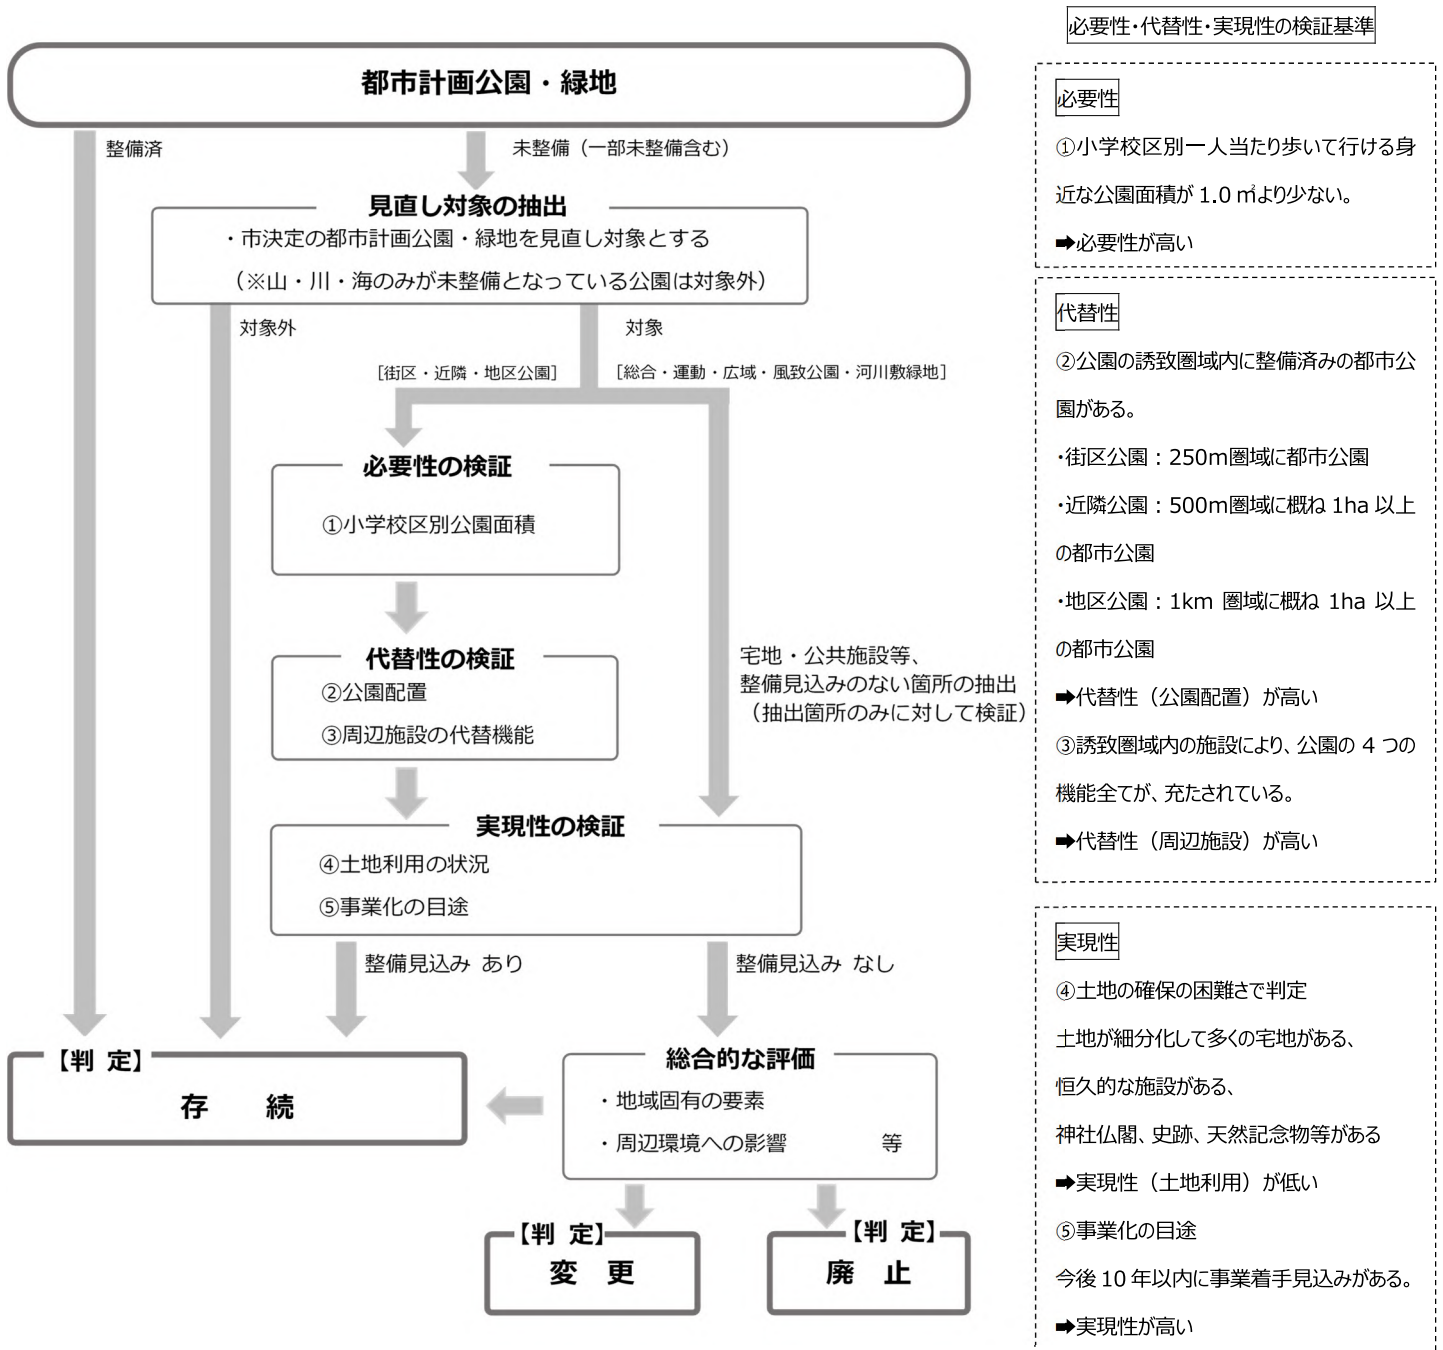 都市計画公園・緑地
整備済
未整備（一部未整備含む）
見直し対象の抽出
・市決定の都市計画公園・緑地を見直し対象とする
（※山・川・海のみが未整備となっている公園は対象外）
対象外
対象
［街区・近隣・地区公園］
［総合・運動・広域・風致公園・河川敷緑地］
必要性の検証
①小学校区別公園面積
代替性の検証
②公園配置
③周辺施設の代替機能
宅地・公共施設等、
整備見込みのない箇所の抽出
（抽出箇所のみに対して検証）
実現性の検証
④土地利用の状況
⑤事業化の目途
整備見込み あり
整備見込み なし
【判 定】
存 続
総合的な評価
・地域固有の要素
・周辺環境への影響 等
【判 定】
変 更
【判 定】
廃 止
必要性・代替性・実現性の検証基準
必要性
①小学校区別一人当たり歩いて行ける身
近な公園面積が 1.0 ㎡より少ない。
➡必要性が高い
代替性
②公園の誘致圏域内に整備済みの都市公
園がある。
・街区公園：250m圏域に都市公園
・近隣公園：500m圏域に概ね 1ha 以上
の都市公園
・地区公園：1km 圏域に概ね 1ha 以上
の都市公園
➡代替性（公園配置）が高い
③誘致圏域内の施設により、公園の 4 つの
機能全てが、充たされている。
➡代替性（周辺施設）が高い
実現性
④土地の確保の困難さで判定
土地が細分化して多くの宅地がある、
恒久的な施設がある、
神社仏閣、史跡、天然記念物等がある
➡実現性（土地利用）が低い
⑤事業化の目途
今後 10 年以内に事業着手見込みがある。
➡実現性が高い